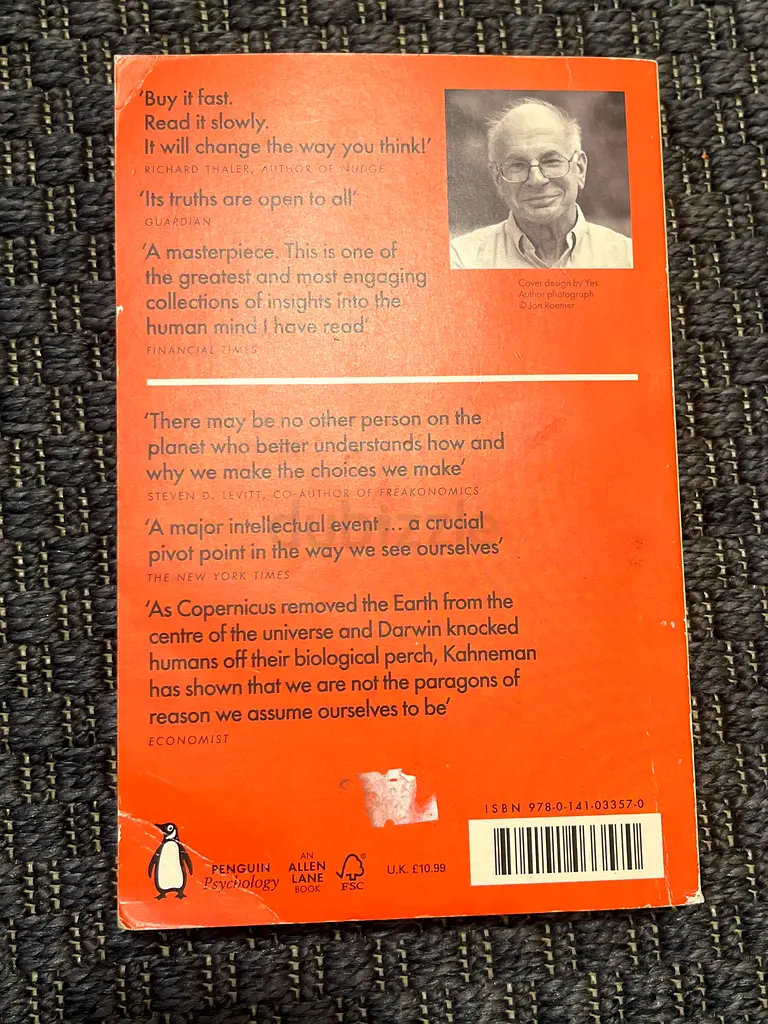 'Buy it fast.
Read it slowly.
It will change the way you think!'
RICHARD THALER, AUTHOR OF NUDGE
'Its truths are open to all'
GUARDIAN
'A masterpiece. This is one of
the greatest and most engaging
collections of insights into the
human mind I have read'
FINANCIAL TIMES
Cover design by Yes
Author photograph
© Jon Roemer
'There may be no other person on the
planet who better understands how and
why we make the choices we make'
STEVEN D. LEVITT, CO-AUTHOR OF FREAKONOMICS
'A major intellectual event ... a crucial
pivot point in the way we see ourselves'
THE NEW YORK TIMES
dubizzle
'As Copernicus removed the Earth from the
centre of the universe and Darwin knocked
humans off their biological perch, Kahneman
has shown that we are not the paragons of
reason we assume ourselves to be'
ECONOMIST
ISBN 978-0-141-03357-0
PENGUIN
Psychology
AN
ALLEN
LANE
BOOK
FSC®
U.K. £10.99